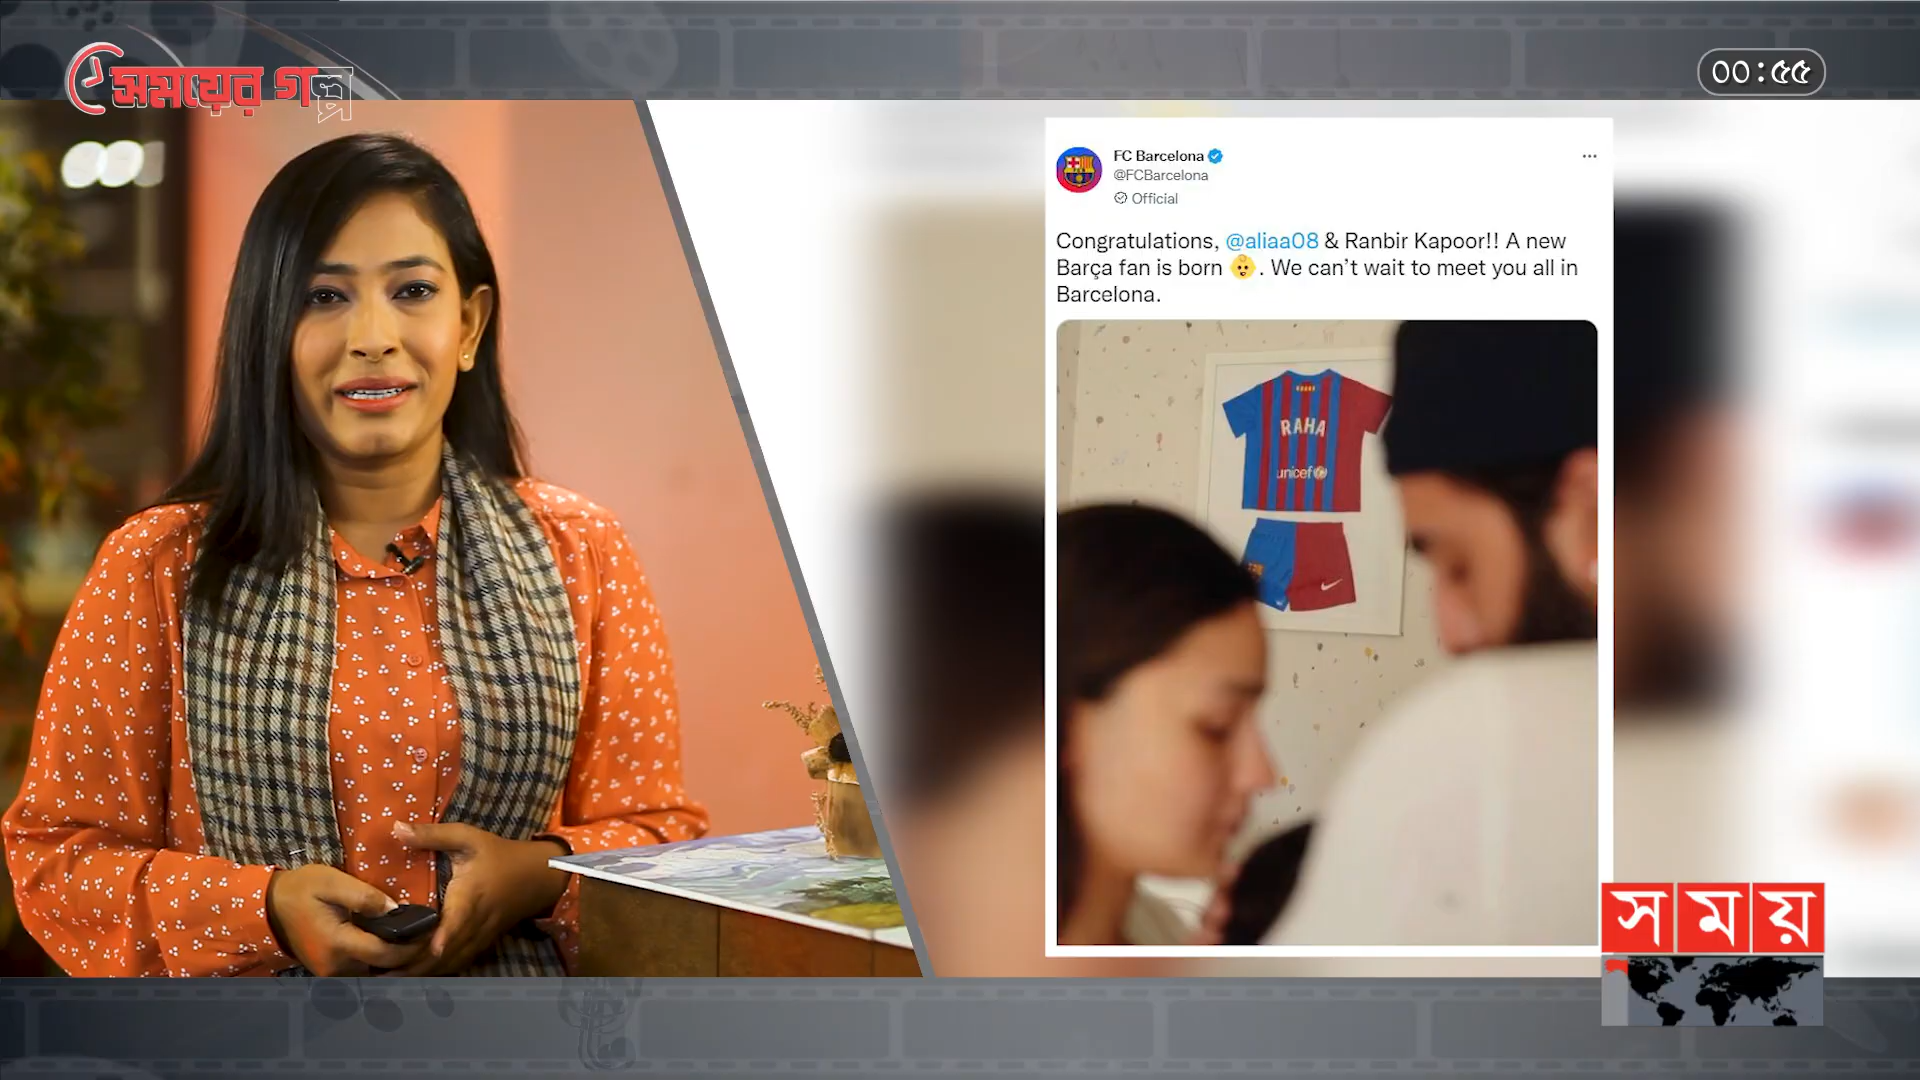 সময়ের গল্প
০০:৫৫
FC Barcelona
@FCBarcelona
Official
Congratulations, @aliaa08 & Ranbir Kapoor!! A new
Barça fan is born 👶. We can't wait to meet you all in
Barcelona.
RAHA
unicef
সময়